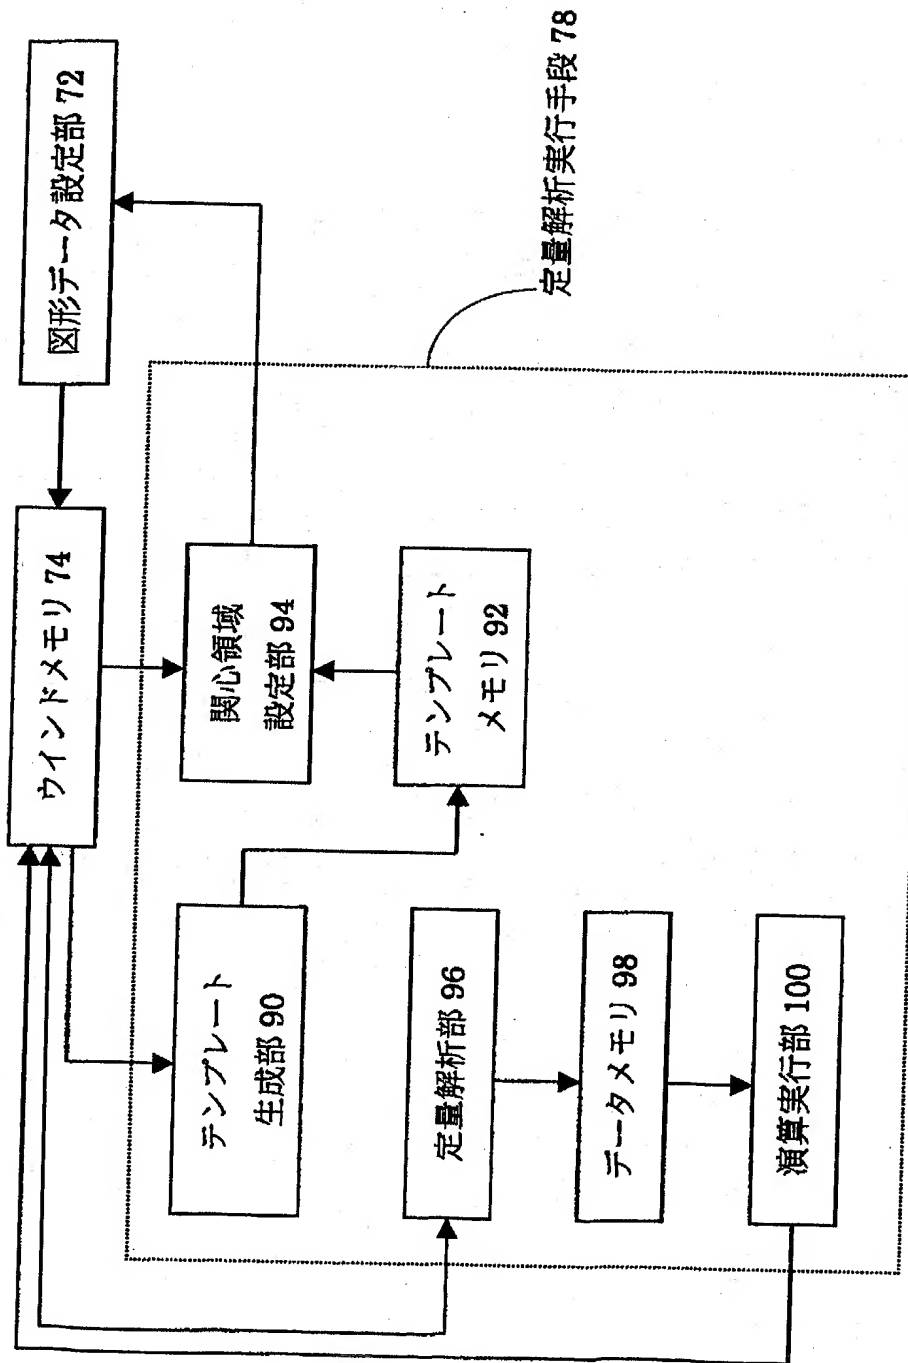 図形データ設定部 72
ウインドメモリ 74
関心領域
設定部 94
テンプレート
メモリ 92
テンプレート
生成部 90
定量解析部 96
データメモリ 98
演算実行部 100
定量解析実行手段 78